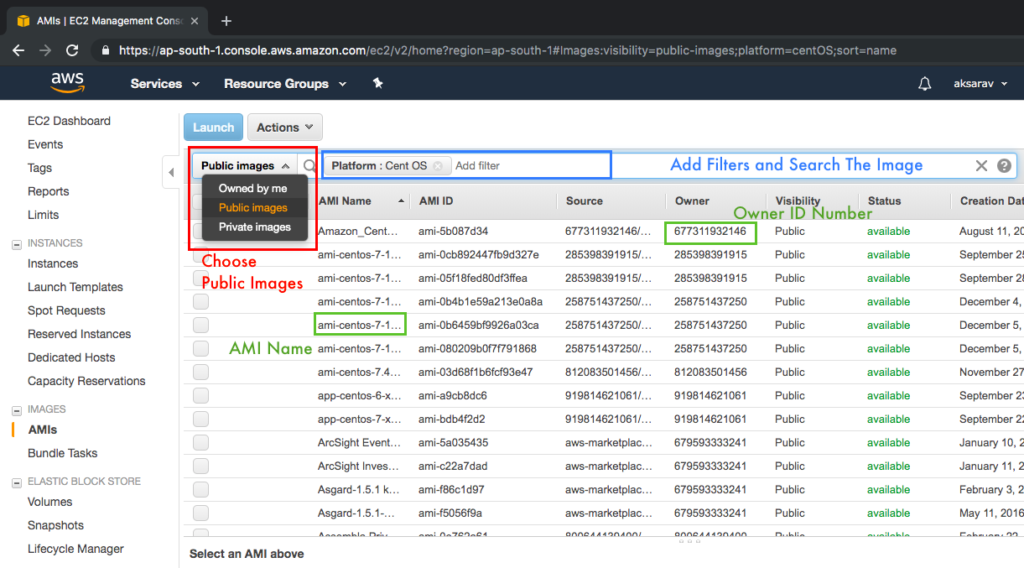 AMIs | EC2 Management Cons
https://ap-south-1.console.aws.amazon.com/ec2/v2/home?region=ap-south-1#Images:visibility=public-images;platform=centOS;sort=name
aws Services Resource Groups aksarav
EC2 Dashboard
Events
Tags
Reports
Limits
INSTANCES
Instances
Launch Templates
Spot Requests
Reserved Instances
Dedicated Hosts
Capacity Reservations
IMAGES
AMIs
Bundle Tasks
ELASTIC BLOCK STORE
Volumes
Snapshots
Lifecycle Manager
Launch Actions
Public images Platform : Cent OS Add filter Add Filters and Search The Image
Owned by me
Public images
Private images
Choose
Public Images
AMI Name AMI ID Source Owner Visibility Status Creation Dat
Owner ID Number
Amazon_Cent... ami-5b087d34 677311932146/... 677311932146 Public available August 11, 20
ami-centos-7-1... ami-0cb892447fb9d327e 285398391915/... 285398391915 Public available September 28
ami-centos-7-1... ami-05f18fed80df3ffea 285398391915/... 285398391915 Public available September 28
ami-centos-7-1... ami-0b4b1e59a213e0a8a 258751437250/... 258751437250 Public available December 4,
ami-centos-7-1... ami-0b6459bf9926a03ca 258751437250/... 258751437250 Public available December 5,
AMI Name
ami-centos-7-1... ami-080209b0f7f791868 258751437250/... 258751437250 Public available December 5,
ami-centos-7.4... ami-03d68f1b6fcf93e47 812083501456/... 812083501456 Public available November 27
app-centos-6-x... ami-a9cb8dc6 919814621061/... 919814621061 Public available September 23
app-centos-7-x... ami-bdb4f2d2 919814621061/... 919814621061 Public available September 22
ArcSight Event... ami-5a035435 aws-marketplac... 679593333241 Public available January 10, 2
ArcSight Inves... ami-c22a7dad aws-marketplac... 679593333241 Public available January 11, 2
Asgard-1.5.1 k... ami-f86c1d97 aws-marketplac... 679593333241 Public available February 3, 2
Asgard-1.5.1-... ami-f5056f9a aws-marketplac... 679593333241 Public available May 11, 2016
Select an AMI above